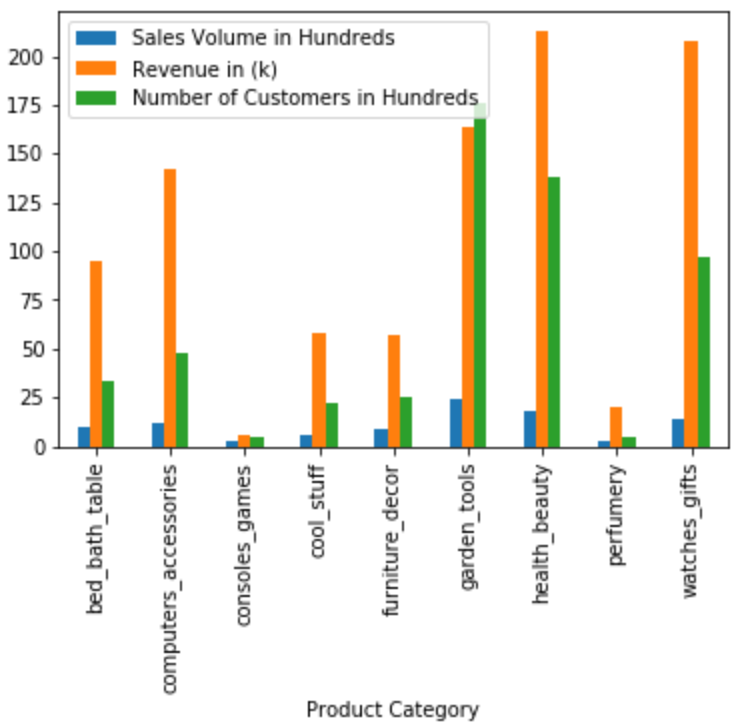 Sales Volume in Hundreds
Revenue in (k)
Number of Customers in Hundreds
200
175
150
125
100
75
50
25
0
bed_bath_table
computers_accessories
consoles_games
cool_stuff
furniture_decor
garden_tools
health_beauty
perfumery
watches_gifts
Product Category